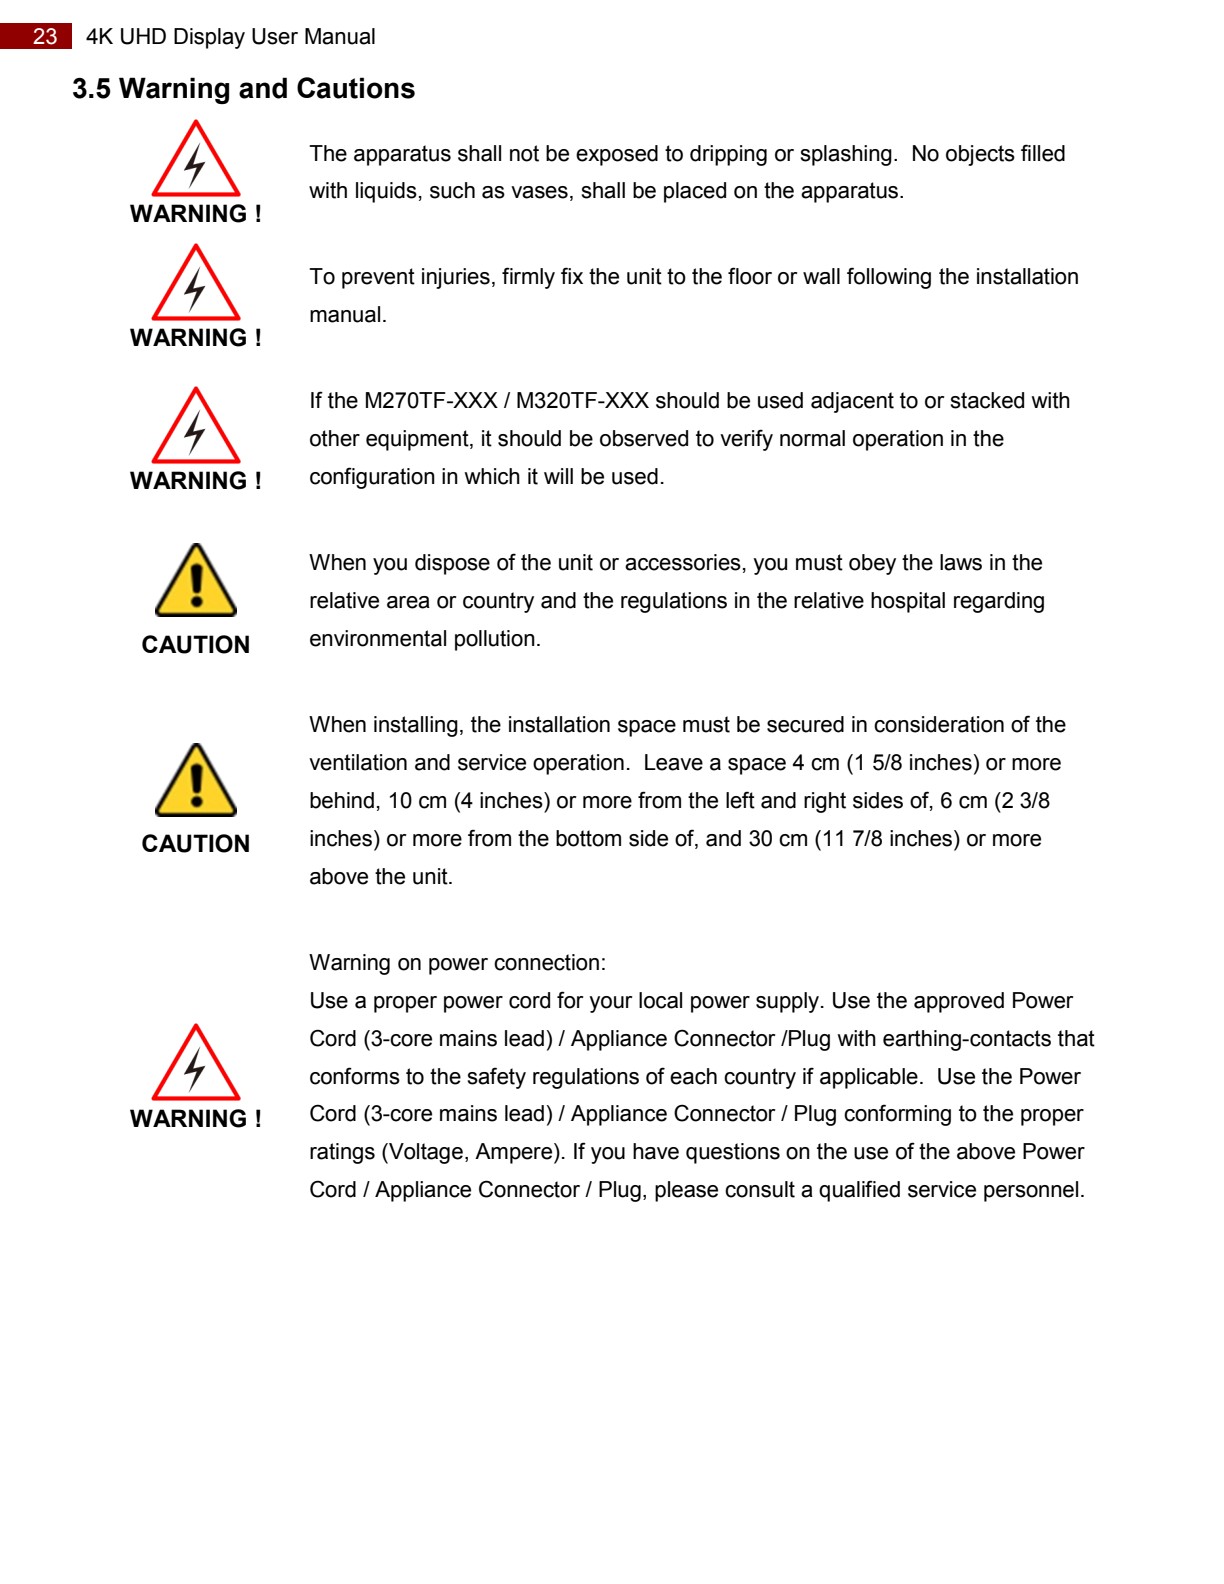 23 4K UHD Display User Manual
3.5 Warning and Cautions
WARNING !
The apparatus shall not be exposed to dripping or splashing.  No objects filled
with liquids, such as vases, shall be placed on the apparatus.
WARNING !
To prevent injuries, firmly fix the unit to the floor or wall following the installation
manual.
WARNING !
If the M270TF-XXX / M320TF-XXX should be used adjacent to or stacked with
other equipment, it should be observed to verify normal operation in the
configuration in which it will be used.
CAUTION
When you dispose of the unit or accessories, you must obey the laws in the
relative area or country and the regulations in the relative hospital regarding
environmental pollution.
CAUTION
When installing, the installation space must be secured in consideration of the
ventilation and service operation.  Leave a space 4 cm (1 5/8 inches) or more
behind, 10 cm (4 inches) or more from the left and right sides of, 6 cm (2 3/8
inches) or more from the bottom side of, and 30 cm (11 7/8 inches) or more
above the unit.
WARNING !
Warning on power connection:
Use a proper power cord for your local power supply. Use the approved Power
Cord (3-core mains lead) / Appliance Connector /Plug with earthing-contacts that
conforms to the safety regulations of each country if applicable.  Use the Power
Cord (3-core mains lead) / Appliance Connector / Plug conforming to the proper
ratings (Voltage, Ampere). If you have questions on the use of the above Power
Cord / Appliance Connector / Plug, please consult a qualified service personnel.